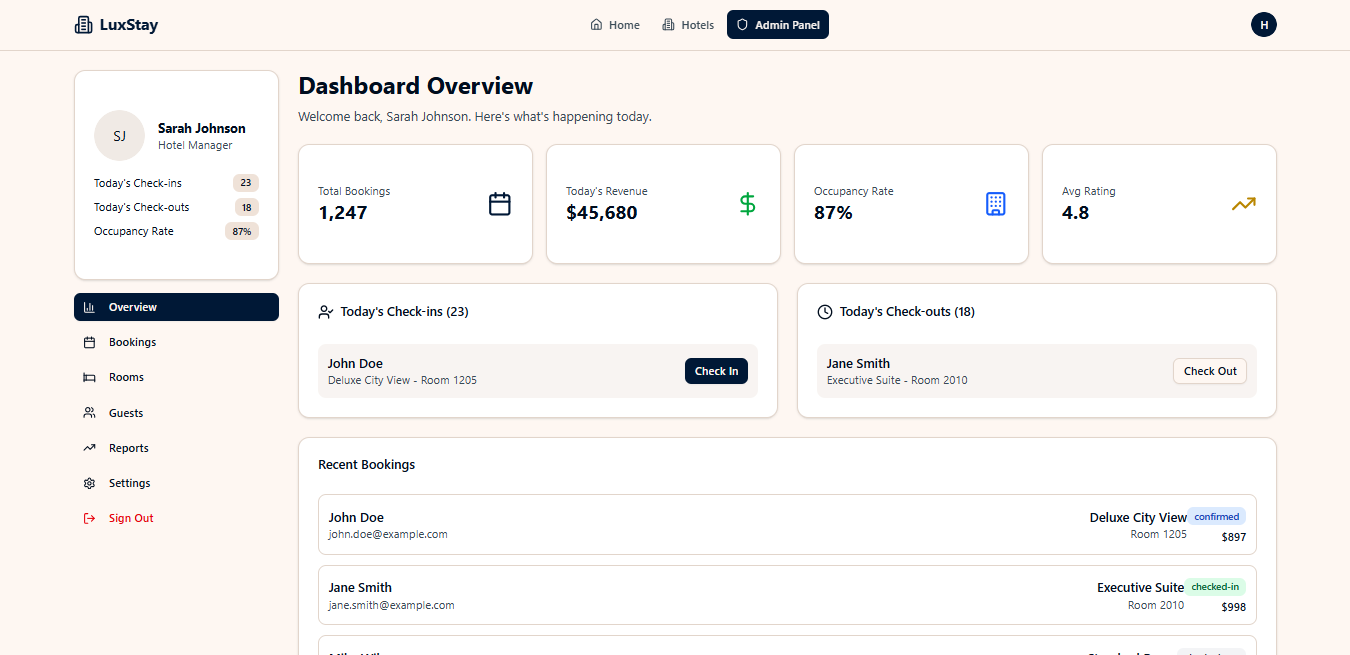 LuxStay
Home
Hotels
Admin Panel
H
SJ
Sarah Johnson
Hotel Manager
Today's Check-ins
23
Today's Check-outs
18
Occupancy Rate
87%
Overview
Bookings
Rooms
Guests
Reports
Settings
Sign Out
Dashboard Overview
Welcome back, Sarah Johnson. Here's what's happening today.
Total Bookings
1,247
Today's Revenue
$45,680
Occupancy Rate
87%
Avg Rating
4.8
Today's Check-ins (23)
John Doe
Deluxe City View - Room 1205
Check In
Today's Check-outs (18)
Jane Smith
Executive Suite - Room 2010
Check Out
Recent Bookings
John Doe
john.doe@example.com
Deluxe City View
Room 1205
confirmed
$897
Jane Smith
jane.smith@example.com
Executive Suite
Room 2010
checked-in
$998